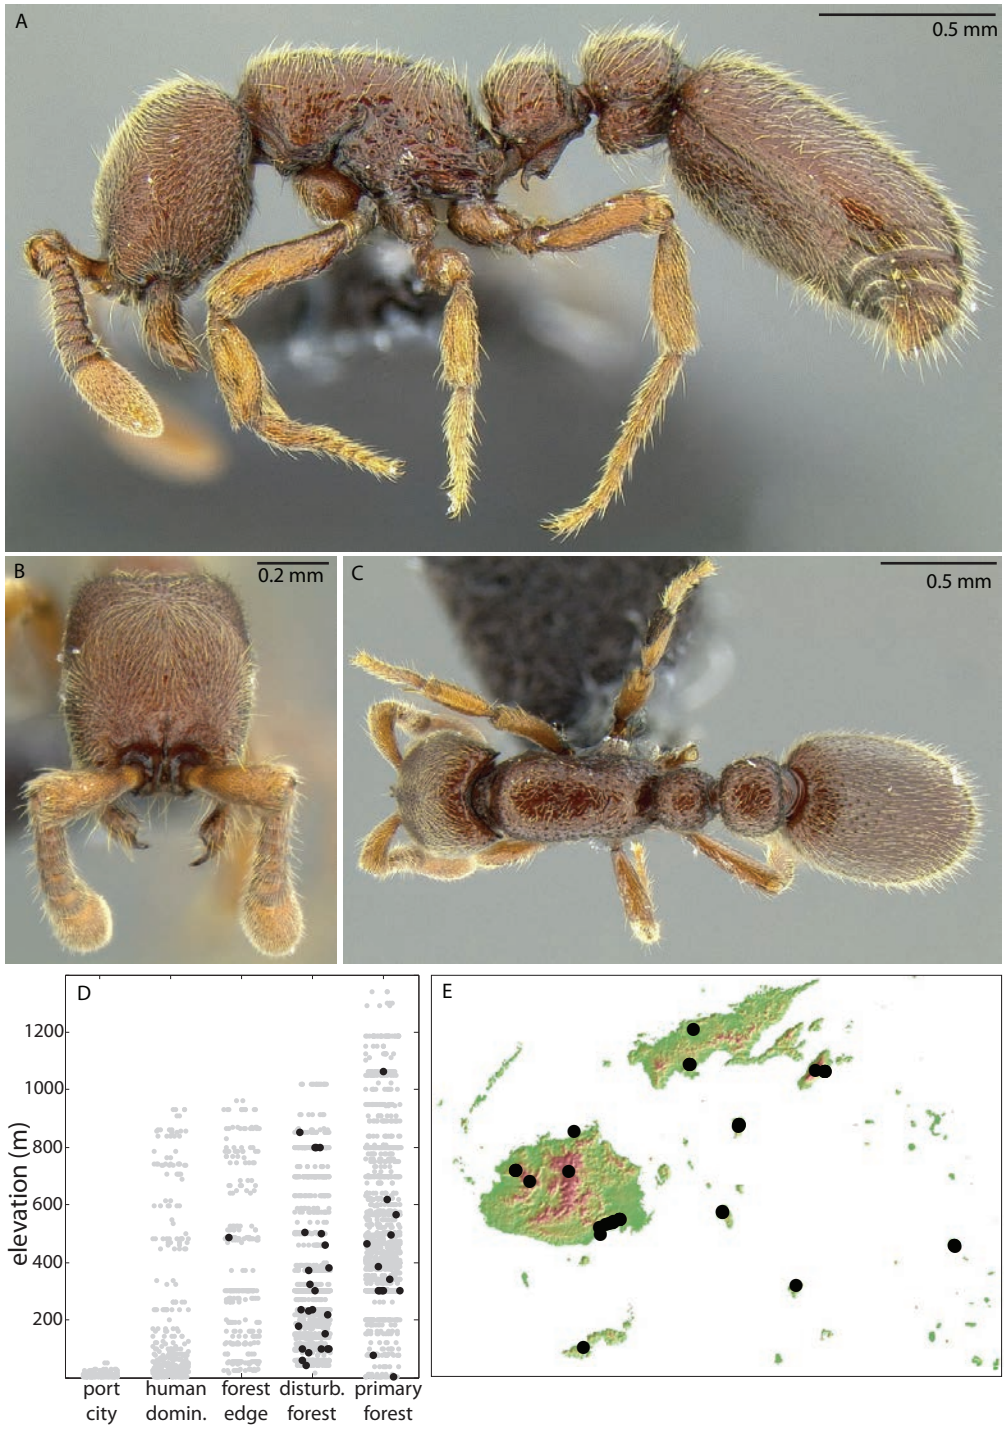 A
0.5 mm
B
0.2 mm
C
0.5 mm
D
E
elevation (m)
1200
1000
800
600
400
200
port
city
human
domin.
forest
edge
disturb.
forest
primary
forest